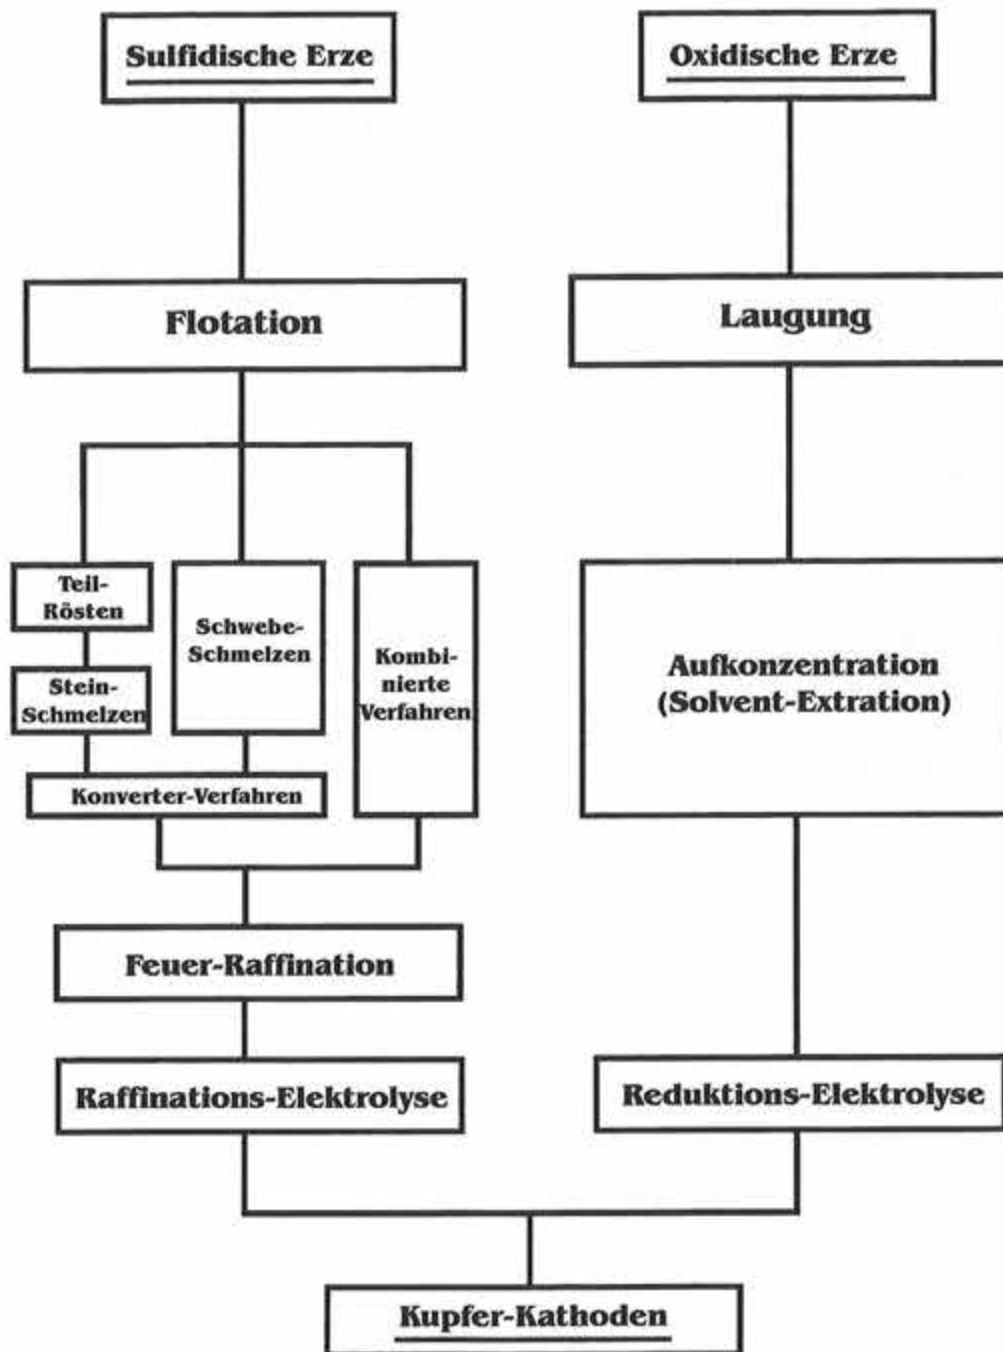 Sulfidische Erze
Oxidische Erze
Flotation
Laugung
Teil-
Rösten
Stein-
Schmelzen
Schwebe-
Schmelzen
Kombi-
nierte
Verfahren
Konverter-Verfahren
Aufkonzentration
(Solvent-Extration)
Feuer-Raffination
Raffinations-Elektrolyse
Reduktions-Elektrolyse
Kupfer-Kathoden